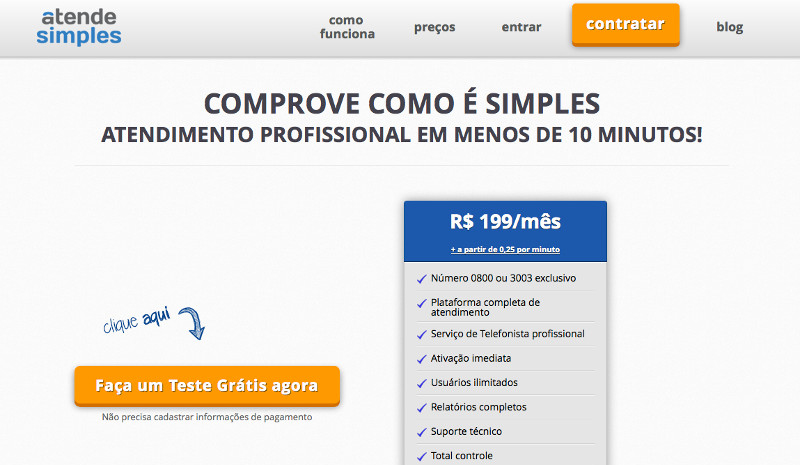 atende
simples
como
funciona
preços
entrar
contratar
blog
COMPROVE COMO É SIMPLES
ATENDIMENTO PROFISSIONAL EM MENOS DE 10 MINUTOS!
clique aqui
Faça um Teste Grátis agora
Não precisa cadastrar informações de pagamento
R$ 199/mês
+ a partir de 0,25 por minuto
Número 0800 ou 3003 exclusivo
Plataforma completa de
atendimento
Serviço de Telefonista profissional
Ativação imediata
Usuários ilimitados
Relatórios completos
Suporte técnico
Total controle